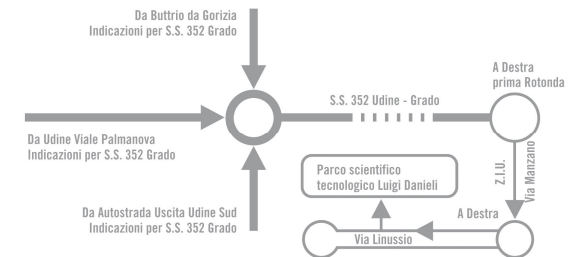 Da Buttrio da Gorizia
Indicazioni per S.S. 352 Grado
A Destra
prima Rotonda
S.S. 352 Udine - Grado
Da Udine Viale Palmanova
Indicazioni per S.S. 352 Grado
Z.I.U.
Via Manzano
Parco scientifico
tecnologico Luigi Danieli
Da Autostrada Uscita Udine Sud
Indicazioni per S.S. 352 Grado
A Destra
Via Linussio